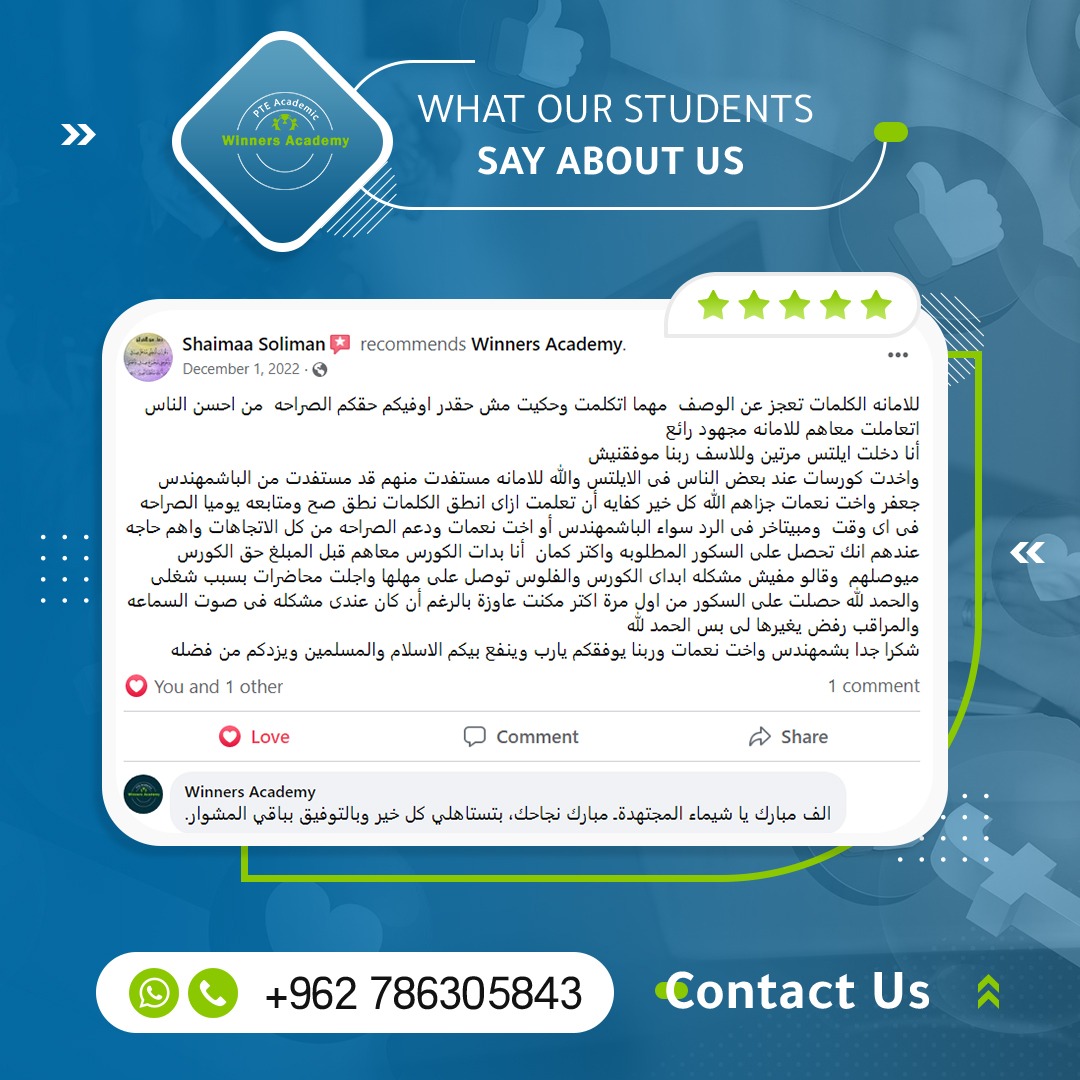 PTE Academic
Winners Academy
WHAT OUR STUDENTS
SAY ABOUT US
Shaimaa Soliman recommends Winners Academy.
December 1, 2022 ·
للامانه الكلمات تعجز عن الوصف مهما اتكلمت وحكيت مش حقدر اوفيكم حقكم الصراحه من احسن الناس
اتعاملت معاهم للامانه مجهود رائع
أنا دخلت ايلتس مرتين وللاسف ربنا موفقنيش
واخدت كورسات عند بعض الناس فى الايلتس والله للامانه مستفدت منهم قد مستفدت من الباشمهندس
جعفر واخت نعمات جزاهم الله كل خير كفايه أن تعلمت ازاى انطق الكلمات نطق صح ومتابعه يوميا الصراحه
فى اى وقت ومبيتاخر فى الرد سواء الباشمهندس أو اخت نعمات ودعم الصراحه من كل الاتجاهات واهم حاجه
عندهم انك تحصل على السكور المطلوبه واكتر كمان أنا بدات الكورس معاهم قبل المبلغ حق الكورس
ميوصلهم وقالو مفيش مشكله ابداى الكورس والفلوس توصل على مهلها واجلت محاضرات بسبب شغلى
والحمد لله حصلت على السكور من اول مرة اكتر مكنت عاوزة بالرغم أن كان عندى مشكله فى صوت السماعه
والمراقب رفض يغيرها لى بس الحمد لله
شكرا جدا بشمهندس واخت نعمات وربنا يوفقكم يارب وينفع بيكم الاسلام والمسلمين ويزدكم من فضله
You and 1 other
1 comment
Love
Comment
Share
Winners Academy
الف مبارك يا شيماء المجتهدة. مبارك نجاحك، بتستاهلي كل خير وبالتوفيق بباقي المشوار.
+962 786305843
Contact Us